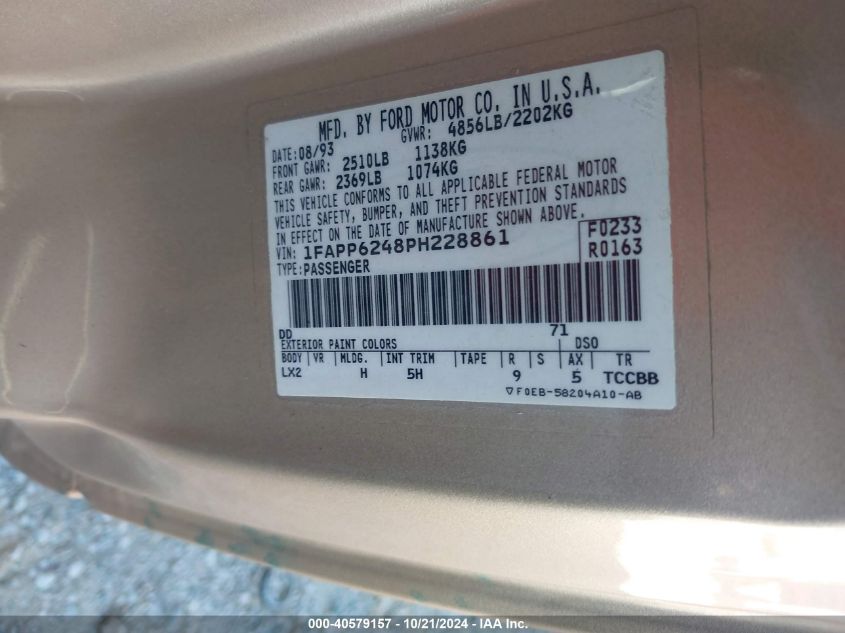 MFD. BY FORD MOTOR CO. IN U.S.A.
DATE: 08/93 GVWR: 4856LB/2202KG
FRONT GAWR: 2510LB 1138KG
REAR GAWR: 2369LB 1074KG
THIS VEHICLE CONFORMS TO ALL APPLICABLE FEDERAL MOTOR
VEHICLE SAFETY, BUMPER, AND THEFT PREVENTION STANDARDS
IN EFFECT ON THE DATE OF MANUFACTURE SHOWN ABOVE.
VIN: 1FAPP6248PH228861 F0233
TYPE: PASSENGER R0163
DD 71
EXTERIOR PAINT COLORS DSO
BODY VR MLDG. INT TRIM TAPE R S AX TR
LX2 H 5H 9 5 TCCBB
▽F0EB-58204A10-AB
000-40579157 - 10/21/2024 - IAA Inc.